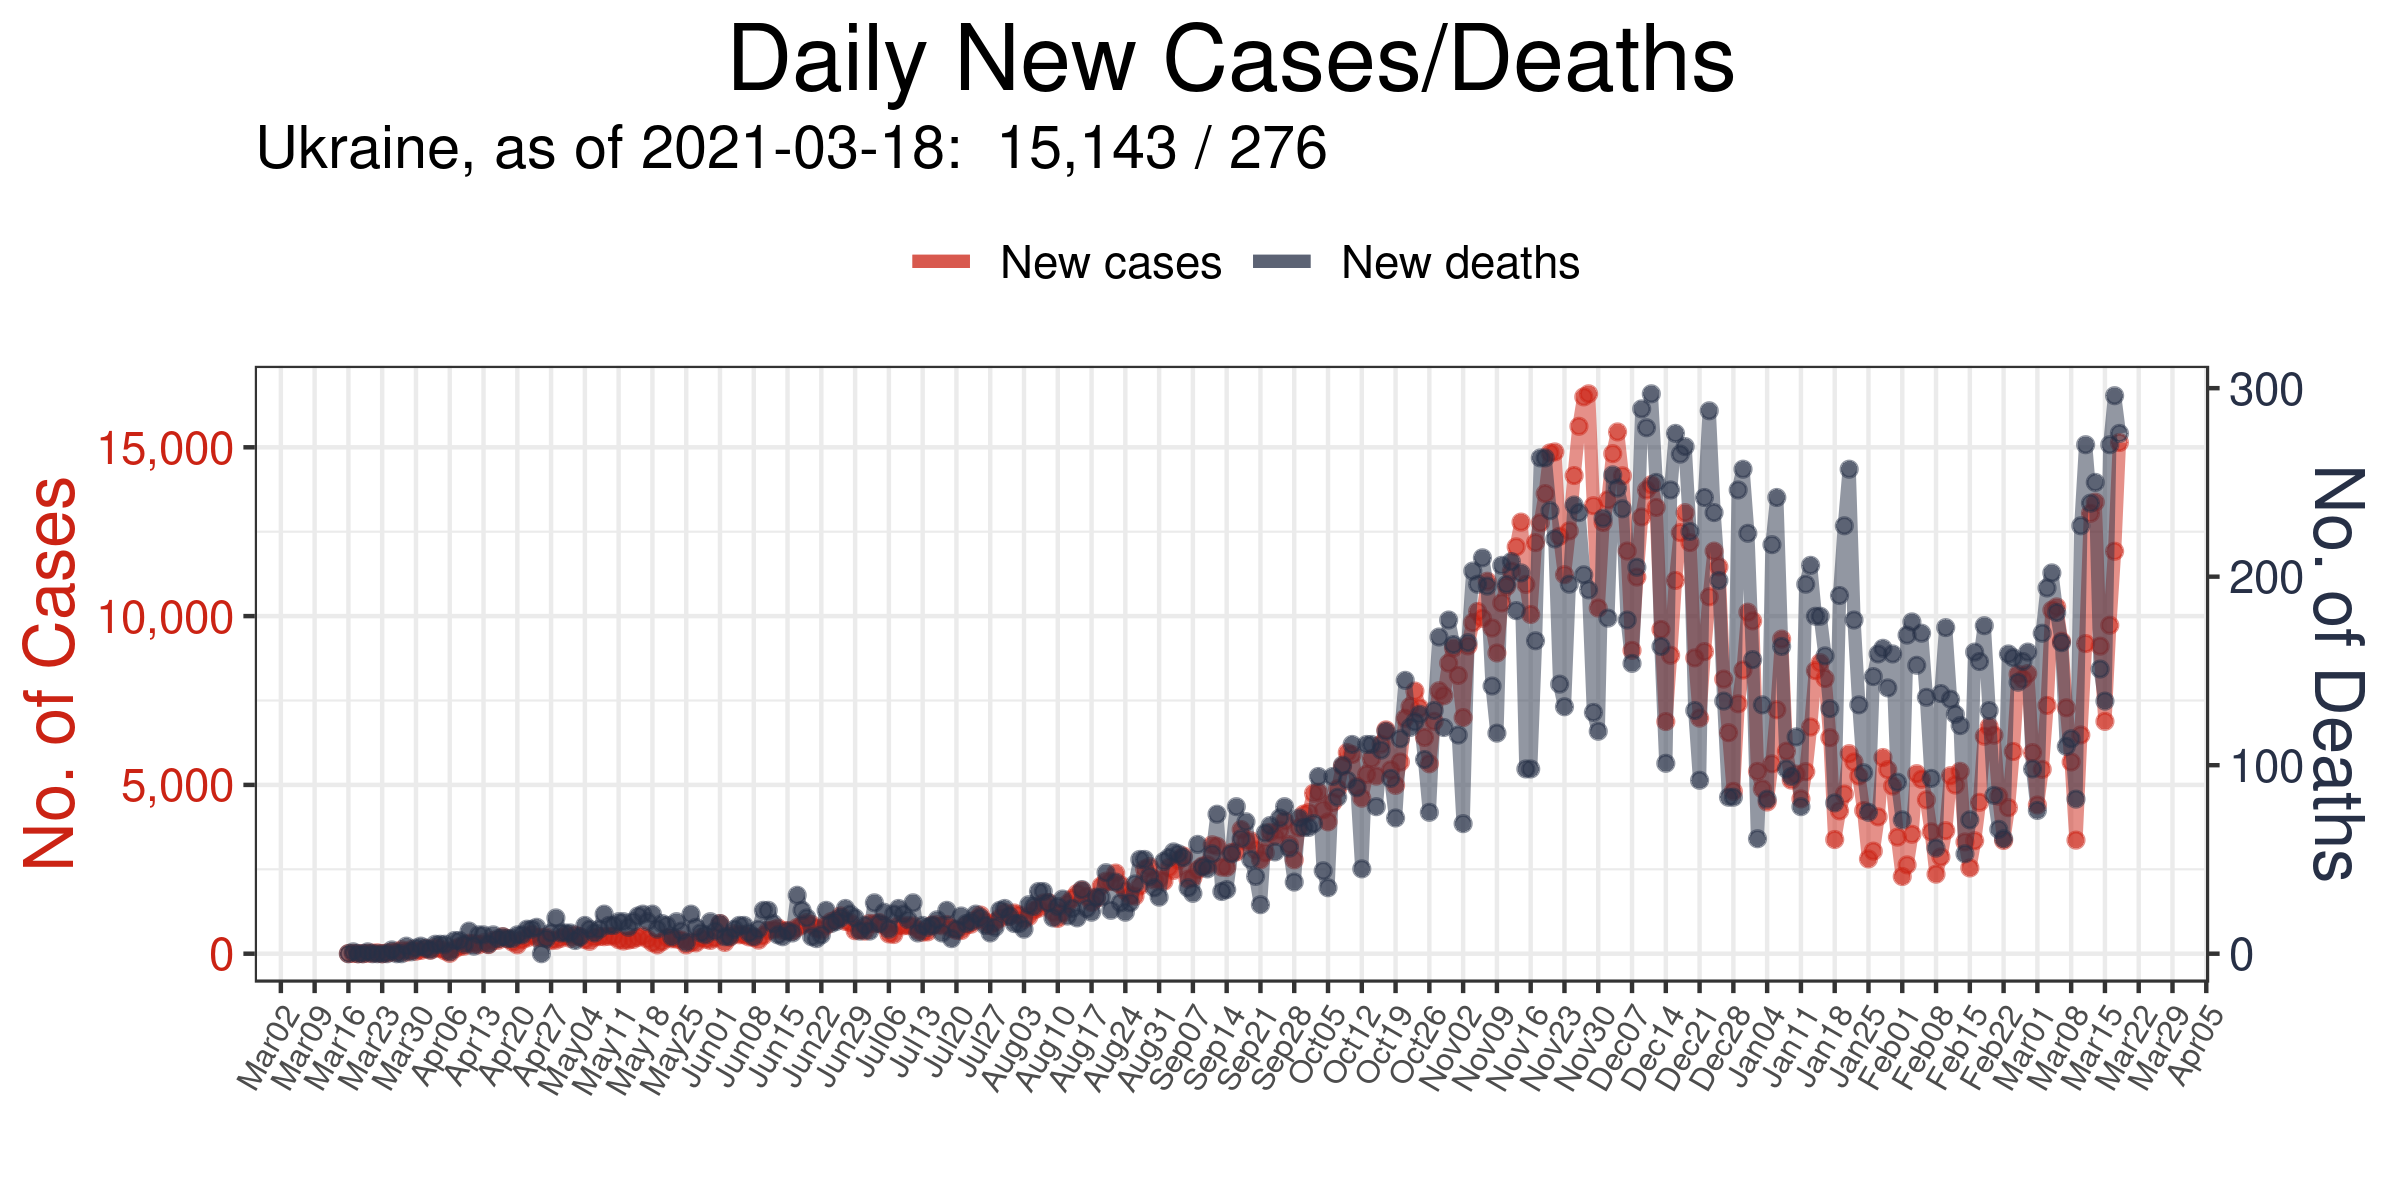 Daily New Cases/Deaths
Ukraine, as of 2021-03-18:  15,143 / 276
New cases
New deaths
No. of Cases
15,000
10,000
5,000
0
300
200
100
0
No. of Deaths
Mar02
Mar09
Mar16
Mar23
Mar30
Apr06
Apr13
Apr20
Apr27
May04
May11
May18
May25
Jun01
Jun08
Jun15
Jun22
Jun29
Jul06
Jul13
Jul20
Jul27
Aug03
Aug10
Aug17
Aug24
Aug31
Sep07
Sep14
Sep21
Sep28
Oct05
Oct12
Oct19
Oct26
Nov02
Nov09
Nov16
Nov23
Nov30
Dec07
Dec14
Dec21
Dec28
Dec04
Jan11
Jan18
Jan25
Feb01
Feb08
Feb15
Feb12
Feb22
Mar01
Mar08
Mar15
Mar22
Mar29
Apr05